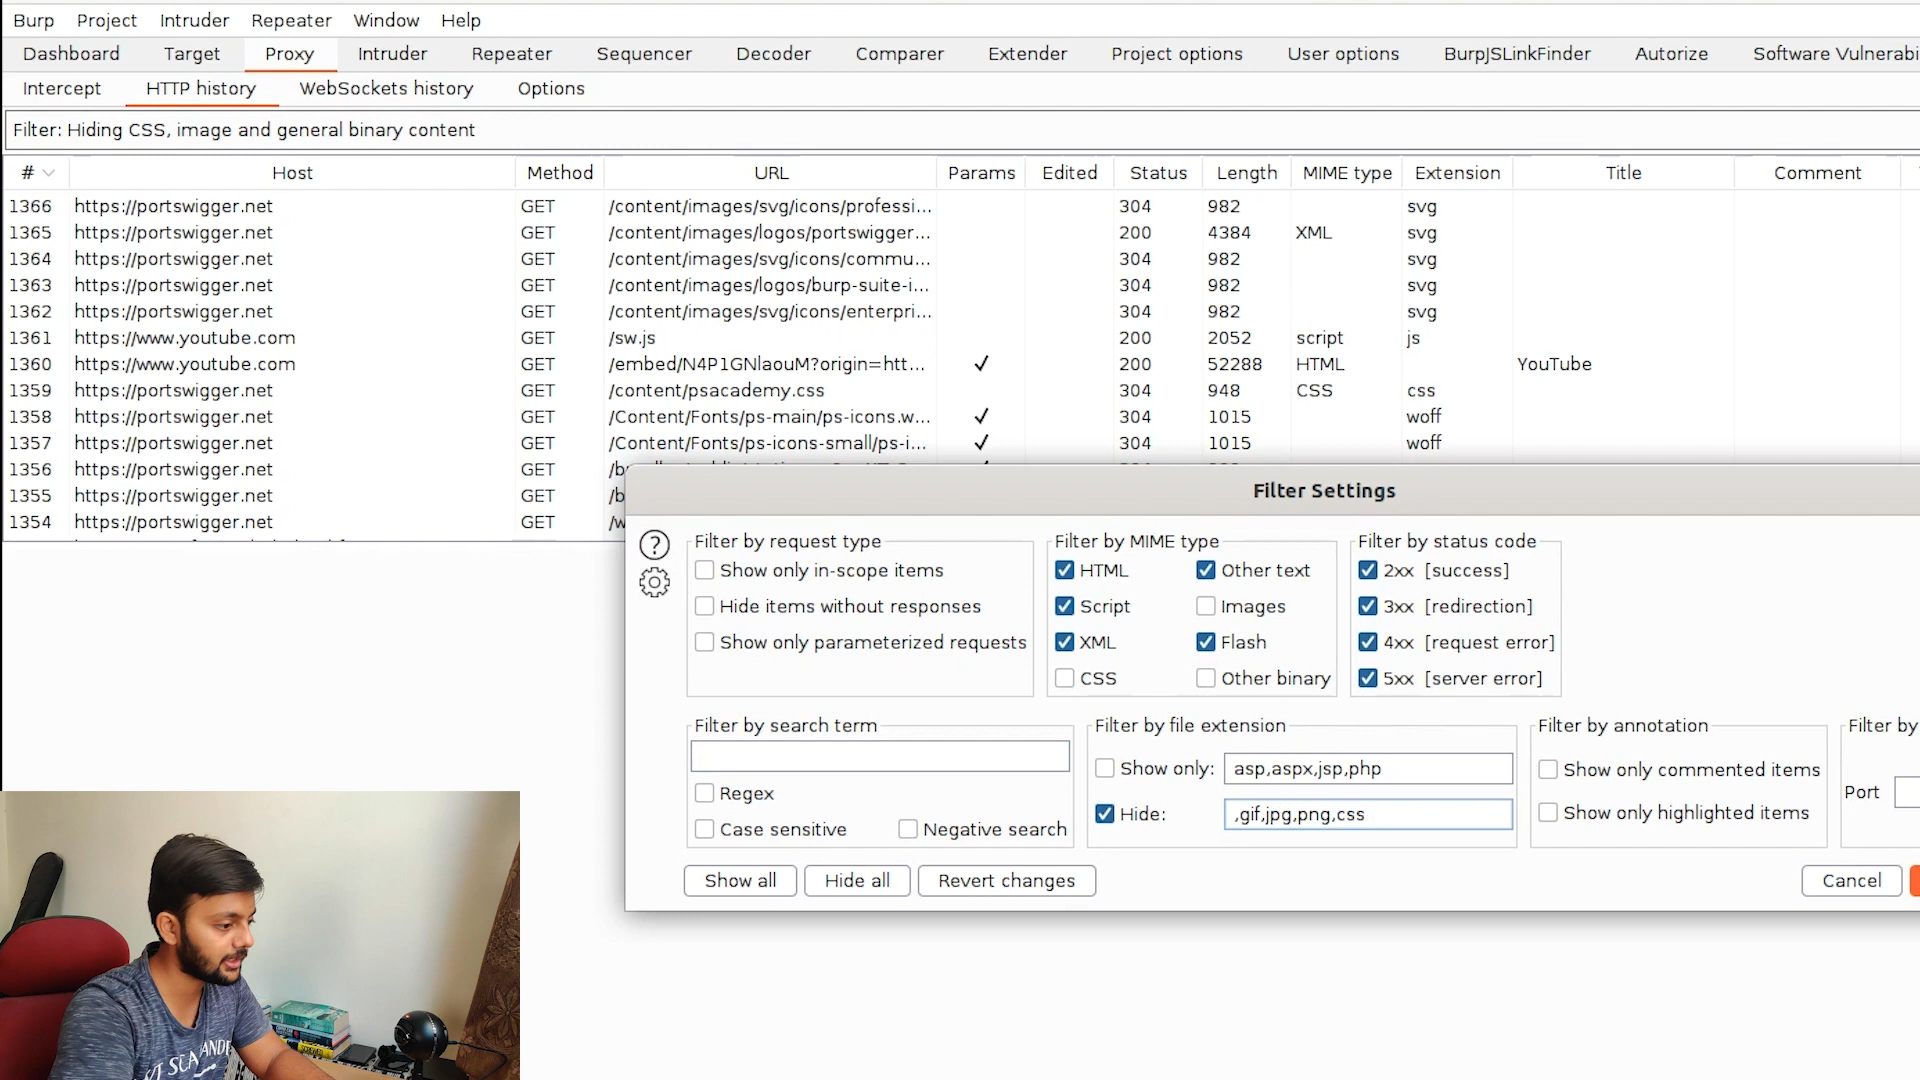 Burp Project Intruder Repeater Window Help
Dashboard Target Proxy Intruder Repeater Sequencer Decoder Comparer Extender Project options User options BurpJSLinkFinder Autorize Software Vulnerabi
Intercept HTTP history WebSockets history Options
Filter: Hiding CSS, image and general binary content
# Host Method URL Params Edited Status Length MIME type Extension Title Comment
1366 https://portswigger.net GET /content/images/svg/icons/professi... 304 982 svg
1365 https://portswigger.net GET /content/images/logos/portswigger... 200 4384 XML svg
1364 https://portswigger.net GET /content/images/svg/icons/commu... 304 982 svg
1363 https://portswigger.net GET /content/images/logos/burp-suite-i... 304 982 svg
1362 https://portswigger.net GET /content/images/svg/icons/enterpri... 304 982 svg
1361 https://www.youtube.com GET /sw.js 200 2052 script js
1360 https://www.youtube.com GET /embed/N4P1GNlaouM?origin=htt... ✓ 200 52288 HTML YouTube
1359 https://portswigger.net GET /content/psacademy.css 304 948 CSS css
1358 https://portswigger.net GET /Content/Fonts/ps-main/ps-icons.w... ✓ 304 1015 woff
1357 https://portswigger.net GET /Content/Fonts/ps-icons-small/ps-i... ✓ 304 1015 woff
1356 https://portswigger.net GET
1355 https://portswigger.net GET /b
1354 https://portswigger.net GET /w
Filter Settings
Filter by request type
Show only in-scope items
Hide items without responses
Show only parameterized requests
Filter by MIME type
HTML Other text
Script Images
XML Flash
CSS Other binary
Filter by status code
2xx [success]
3xx [redirection]
4xx [request error]
5xx [server error]
Filter by search term
Regex
Case sensitive Negative search
Filter by file extension
Show only: asp,aspx,jsp,php
Hide: ,gif,jpg,png,css
Filter by annotation
Show only commented items
Show only highlighted items
Filter by
Port
Show all Hide all Revert changes Cancel